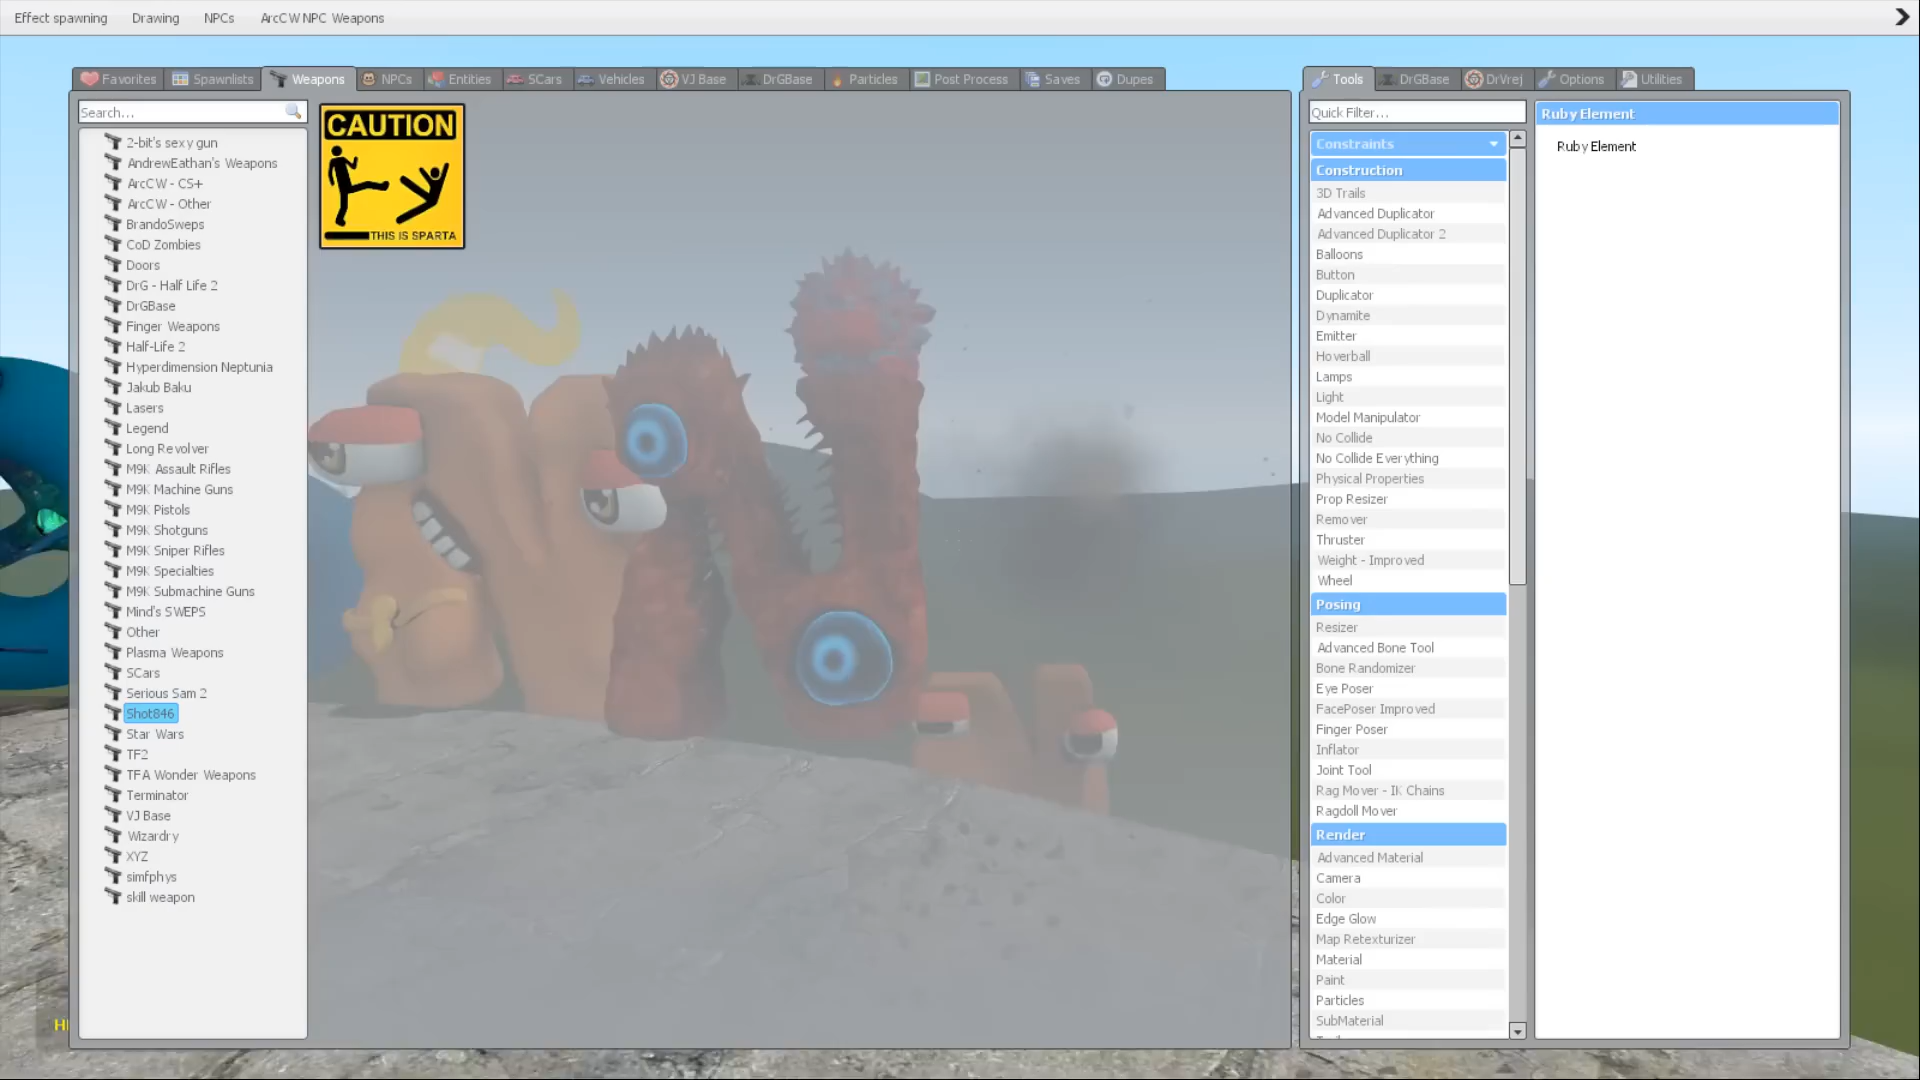 Effect spawning Drawing NPCs ArcCW NPC Weapons
Favorites Spawnlists Weapons NPCs Entities SCars Vehicles VJ Base DrGBase Particles Post Process Saves Dupes
Search...
2-bit's sexy gun
AndrewEathan's Weapons
ArcCW - CS+
ArcCW - Other
BrandoSweps
CoD Zombies
Doors
DrG - Half Life 2
DrGBase
Finger Weapons
Half-Life 2
Hyperdimension Neptunia
Jakub Baku
Lasers
Legend
Long Revolver
M9K Assault Rifles
M9K Machine Guns
M9K Pistols
M9K Shotguns
M9K Sniper Rifles
M9K Specialties
M9K Submachine Guns
Mind's SWEPS
Other
Plasma Weapons
SCars
Serious Sam 2
Shot846
Star Wars
TF2
TFA Wonder Weapons
Terminator
VJ Base
Wizardry
XYZ
simfphys
skill weapon
CAUTION
THIS IS SPARTA
Tools DrGBase DrVrej Options Utilities
Quick Filter...
Constraints
Construction
3D Trails
Advanced Duplicator
Advanced Duplicator 2
Balloons
Button
Duplicator
Dynamite
Emitter
Hoverball
Lamps
Light
Model Manipulator
No Collide
No Collide Everything
Physical Properties
Prop Resizer
Remover
Thruster
Weight - Improved
Wheel
Posing
Resizer
Advanced Bone Tool
Bone Randomizer
Eye Poser
FacePoser Improved
Finger Poser
Inflator
Joint Tool
Rag Mover - IK Chains
Ragdoll Mover
Render
Advanced Material
Camera
Color
Edge Glow
Map Retexturizer
Material
Paint
Particles
SubMaterial
Ruby Element
Ruby Element